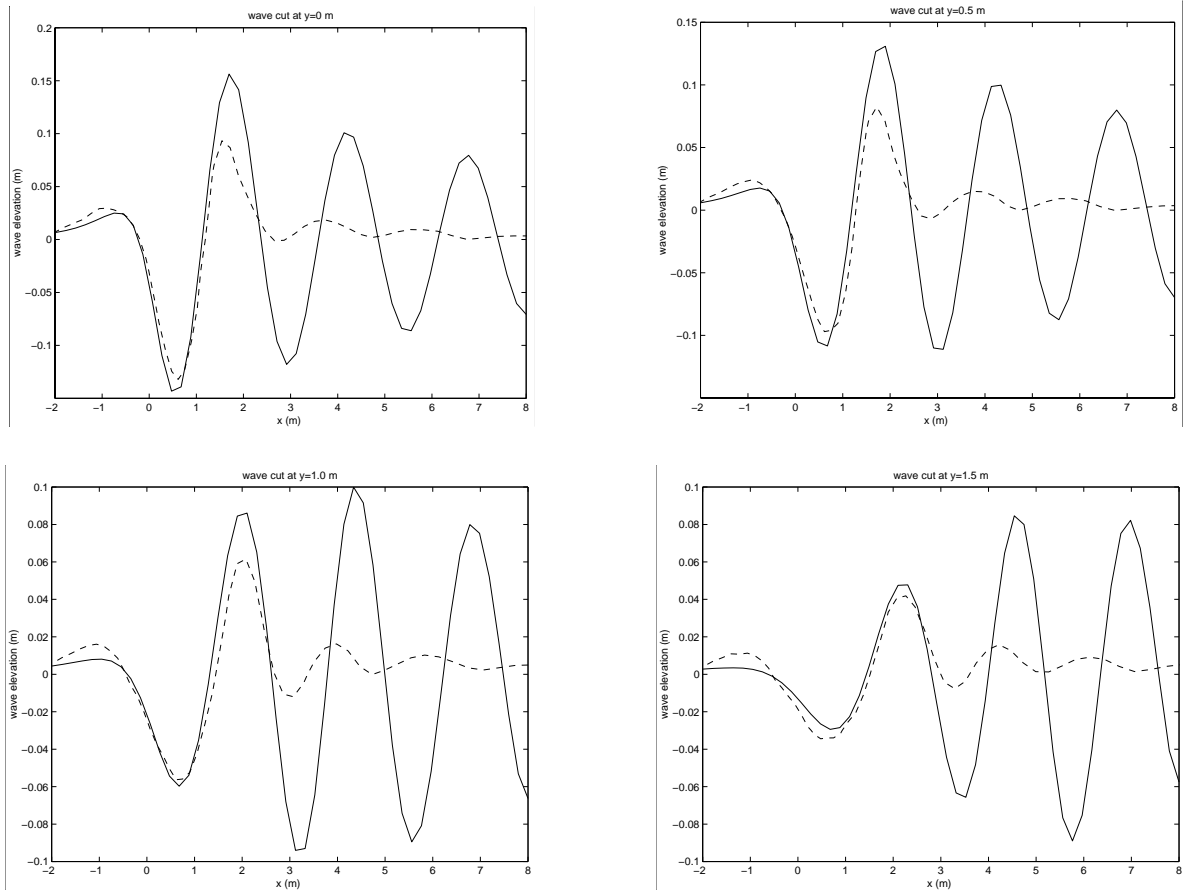 wave cut at y=0 m
0.2
0.15
0.1
0.05
0
−0.05
−0.1
wave elevation (m)
−2 −1 0 1 2 3 4 5 6 7 8
x (m)
wave cut at y=0.5 m
0.15
0.1
0.05
0
−0.05
−0.1
wave elevation (m)
−2 −1 0 1 2 3 4 5 6 7 8
x (m)
wave cut at y=1.0 m
0.1
0.08
0.06
0.04
0.02
0
−0.02
−0.04
−0.06
−0.08
−0.1
wave elevation (m)
−2 −1 0 1 2 3 4 5 6 7 8
x (m)
wave cut at y=1.5 m
0.1
0.08
0.06
0.04
0.02
0
−0.02
−0.04
−0.06
−0.08
−0.1
wave elevation (m)
−2 −1 0 1 2 3 4 5 6 7 8
x (m)